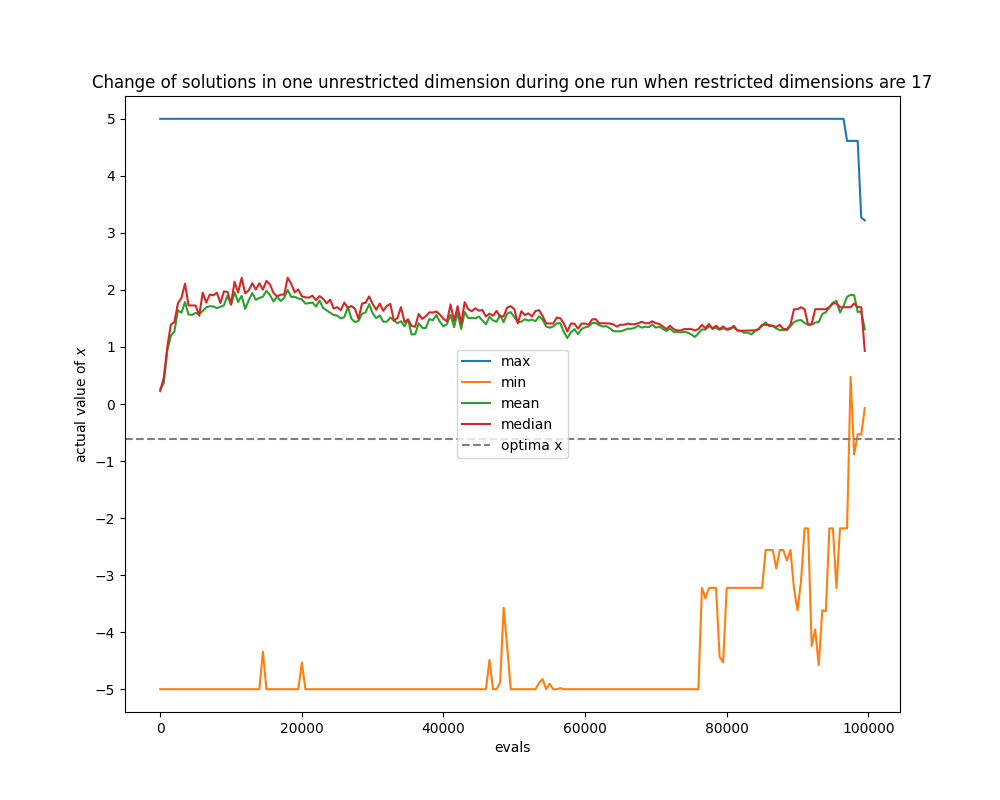 Change of solutions in one unrestricted dimension during one run when restricted dimensions are 17
5
4
3
2
1
0
−1
−2
−3
−4
−5
actual value of x
max
min
mean
median
optima x
0
20000
40000
60000
80000
100000
evals